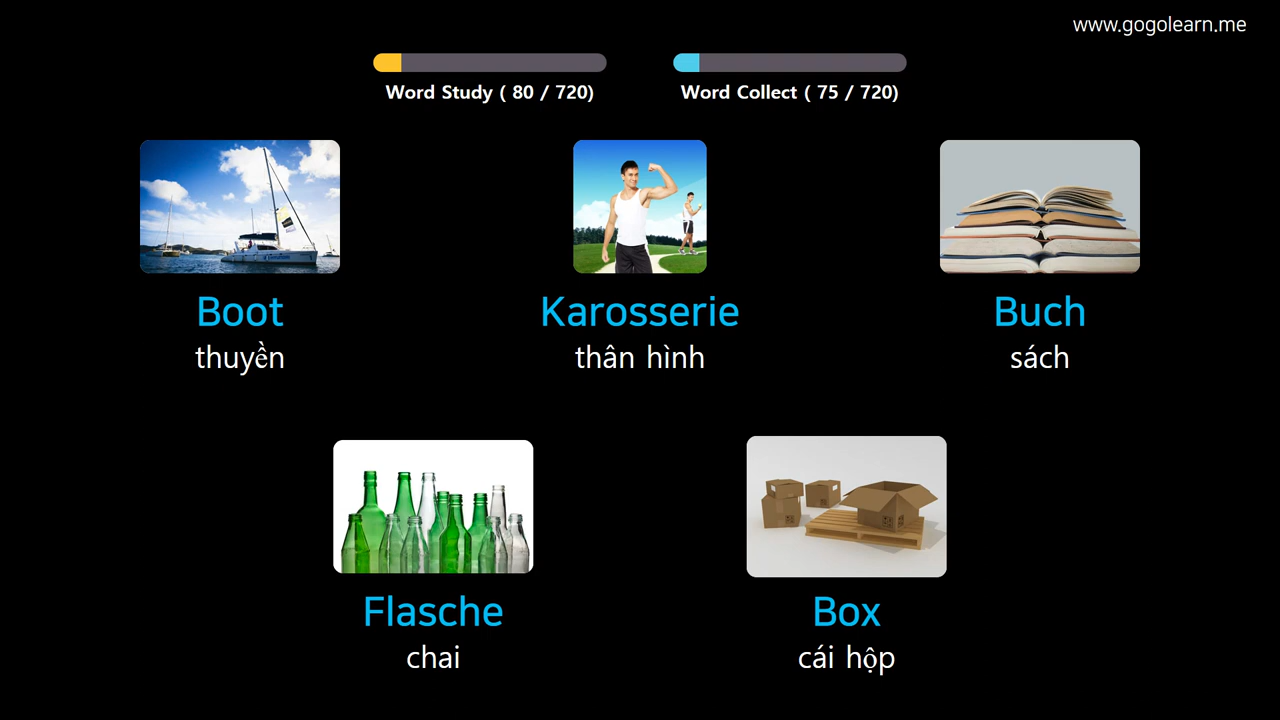 www.gogolearn.me
Word Study ( 80 / 720)
Word Collect ( 75 / 720)
Boot
thuyền
Karosserie
thân hình
Buch
sách
Flasche
chai
Box
cái hộp